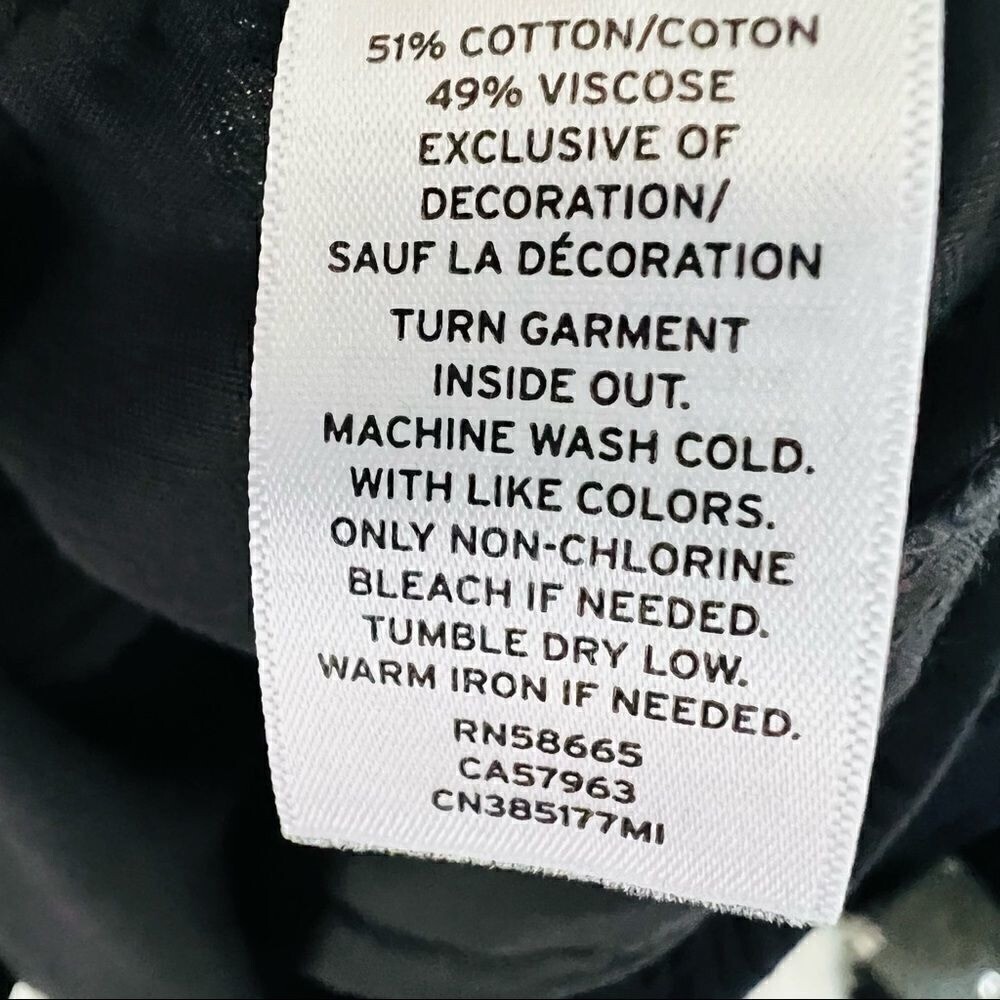 51% COTTON/COTON
49% VISCOSE
EXCLUSIVE OF
DECORATION/
SAUF LA DÉCORATION
TURN GARMENT
INSIDE OUT.
MACHINE WASH COLD.
WITH LIKE COLORS.
ONLY NON-CHLORINE
BLEACH IF NEEDED.
TUMBLE DRY LOW.
WARM IRON IF NEEDED.
RN58665
CA57963
CN385177MI